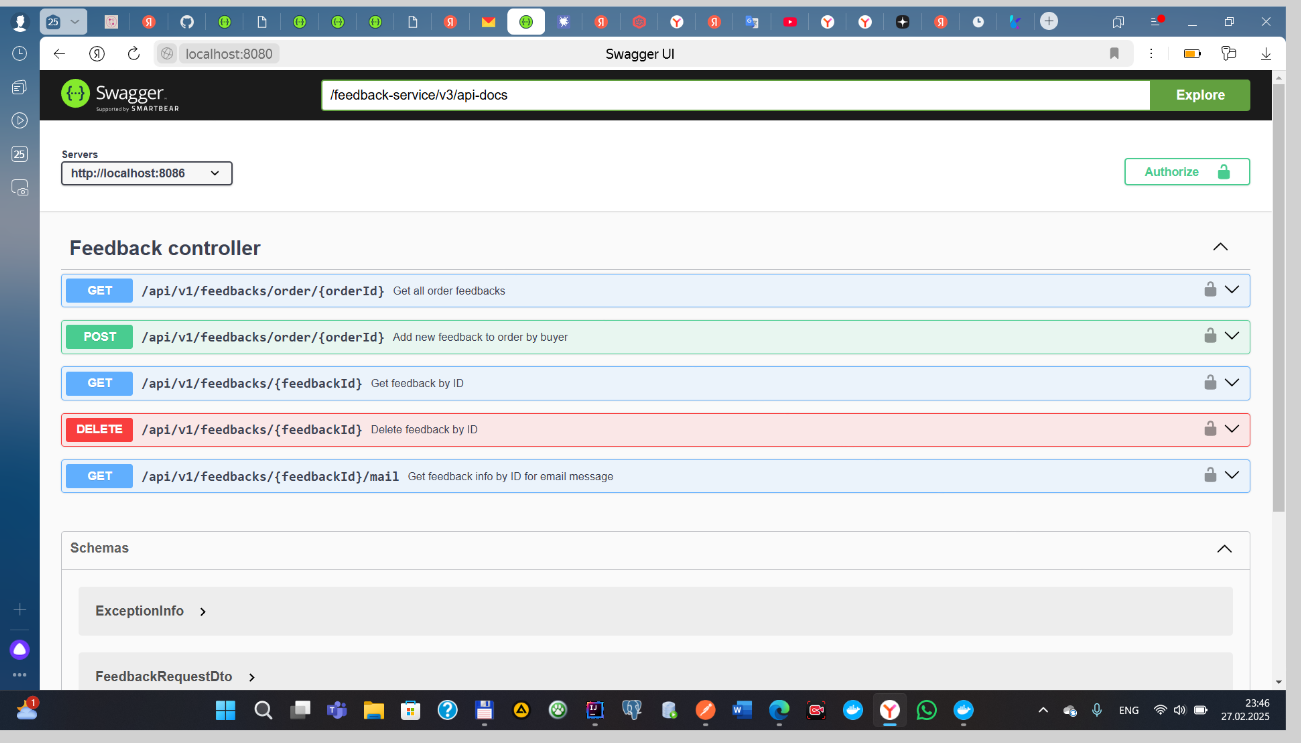 25
localhost:8080
Swagger UI
Swagger.
Supported by SMARTBEAR
/feedback-service/v3/api-docs
Explore
25
Servers
http://localhost:8086
Authorize
Feedback controller
GET /api/v1/feedbacks/order/{orderId} Get all order feedbacks
POST /api/v1/feedbacks/order/{orderId} Add new feedback to order by buyer
GET /api/v1/feedbacks/{feedbackId} Get feedback by ID
DELETE /api/v1/feedbacks/{feedbackId} Delete feedback by ID
GET /api/v1/feedbacks/{feedbackId}/mail Get feedback info by ID for email message
Schemas
ExceptionInfo
FeedbackRequestDto
1
ENG
23:46
27.02.2025